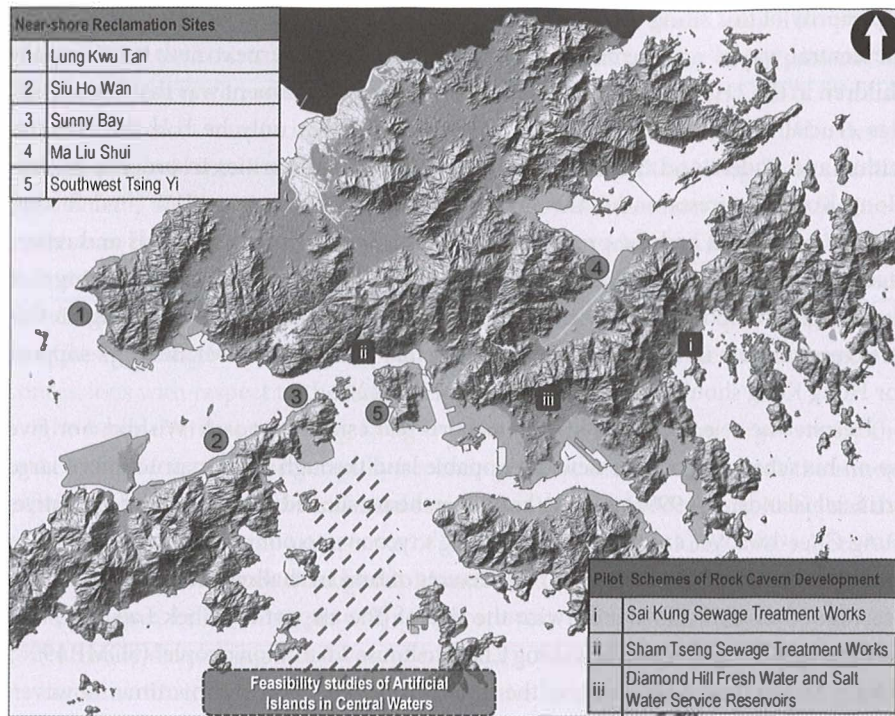 Near-shore Reclamation Sites
1 Lung Kwu Tan
2 Siu Ho Wan
3 Sunny Bay
4 Ma Liu Shui
5 Southwest Tsing Yi
4
1
ii
i
3
5
iii
2
Pilot Schemes of Rock Cavern Development
i Sai Kung Sewage Treatment Works
ii Sham Tseng Sewage Treatment Works
iii Diamond Hill Fresh Water and Salt
Water Service Reservoirs
Feasibility studies of Artificial
Islands in Central Waters